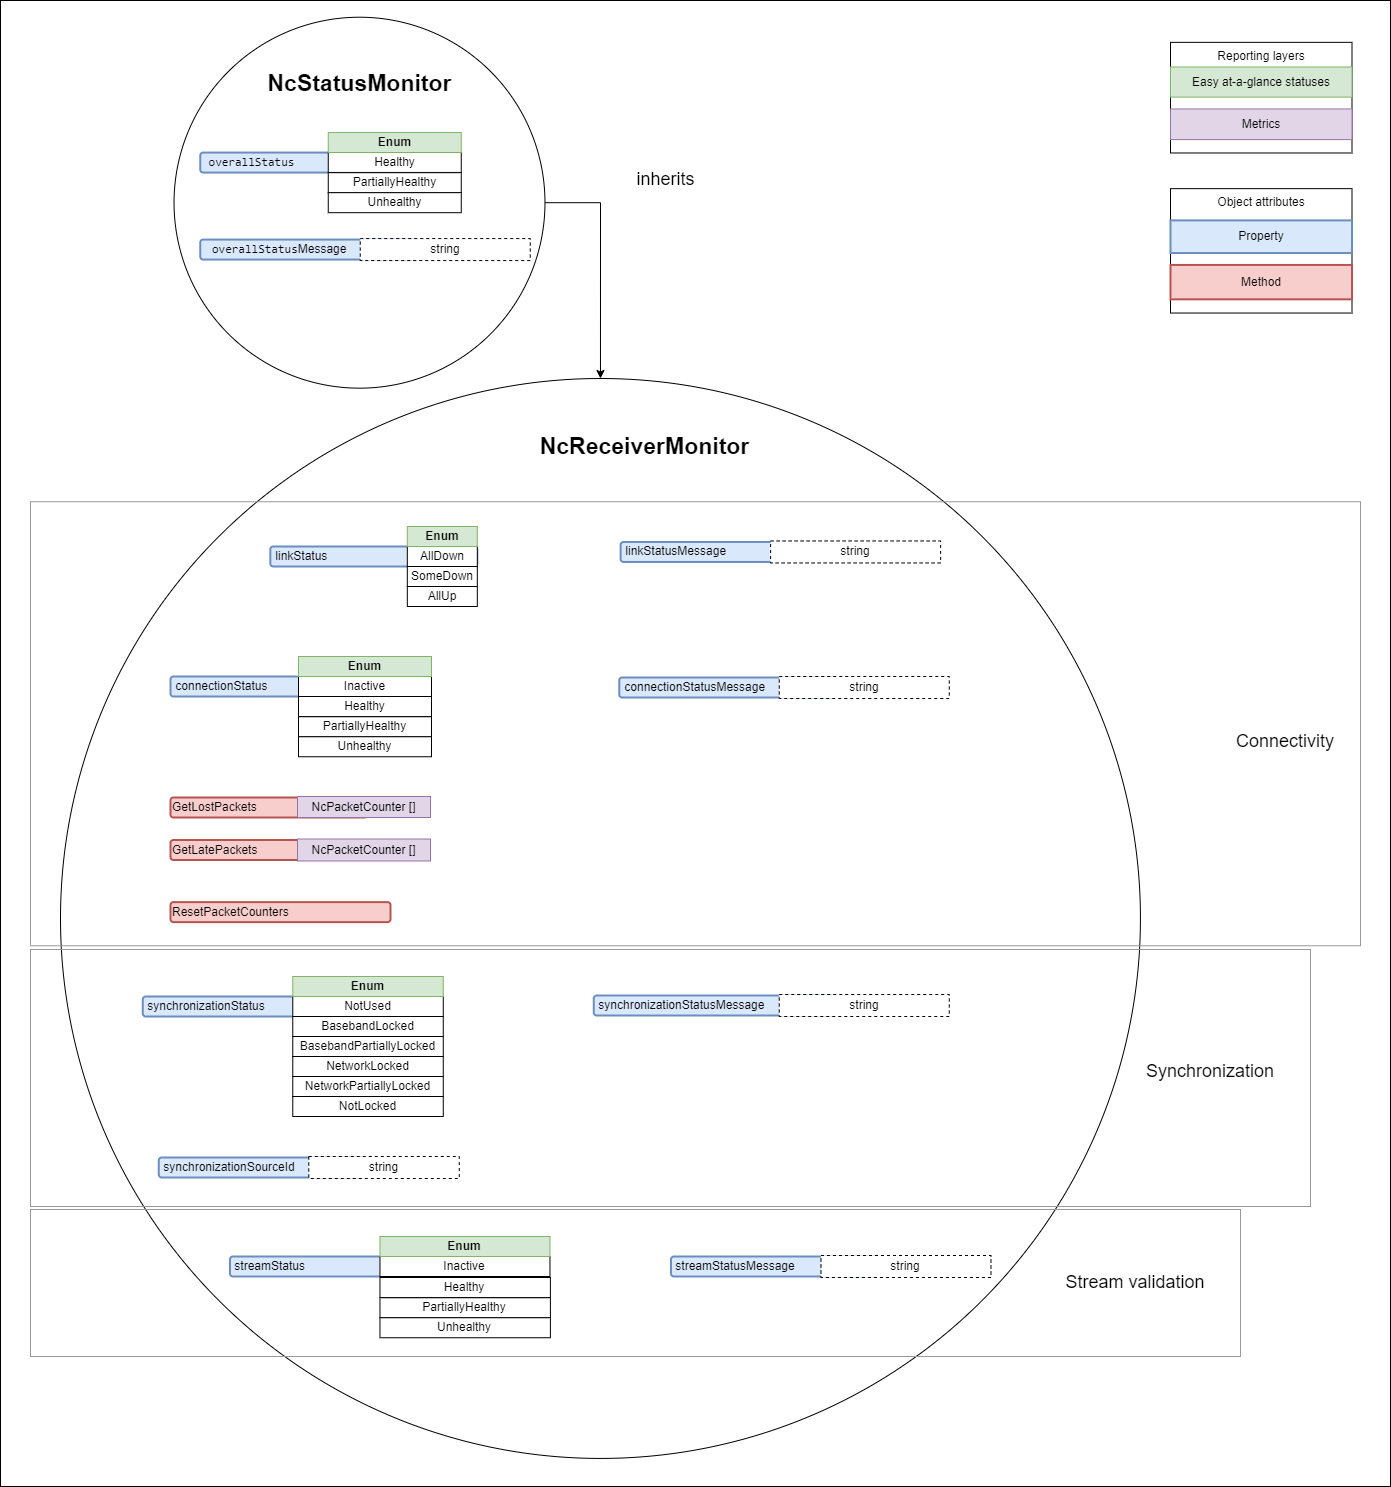 NcStatusMonitor
Enum
overallStatus
Healthy
PartiallyHealthy
Unhealthy
overallStatusMessage
string
inherits
Reporting layers
Easy at-a-glance statuses
Metrics
Object attributes
Property
Method
NcReceiverMonitor
Enum
linkStatus
AllDown
SomeDown
AllUp
linkStatusMessage
string
Enum
connectionStatus
Inactive
Healthy
PartiallyHealthy
Unhealthy
connectionStatusMessage
string
Connectivity
GetLostPackets
NcPacketCounter []
GetLatePackets
NcPacketCounter []
ResetPacketCounters
Enum
synchronizationStatus
NotUsed
BasebandLocked
BasebandPartiallyLocked
NetworkLocked
NetworkPartiallyLocked
NotLocked
synchronizationStatusMessage
string
Synchronization
synchronizationSourceId
string
Enum
streamStatus
Inactive
Healthy
PartiallyHealthy
Unhealthy
streamStatusMessage
string
Stream validation